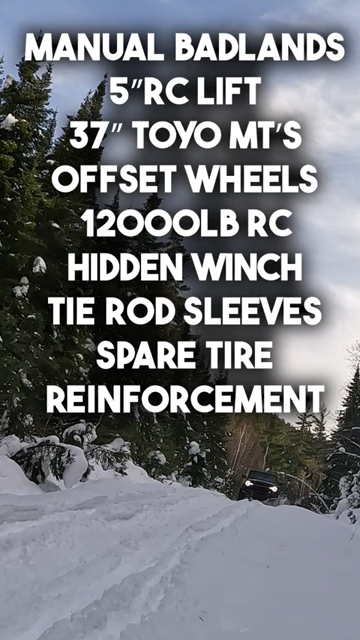 MANUAL BADLANDS
5"RC LIFT
37" TOYO MT'S
OFFSET WHEELS
12000LB RC
HIDDEN WINCH
TIE ROD SLEEVES
SPARE TIRE
REINFORCEMENT